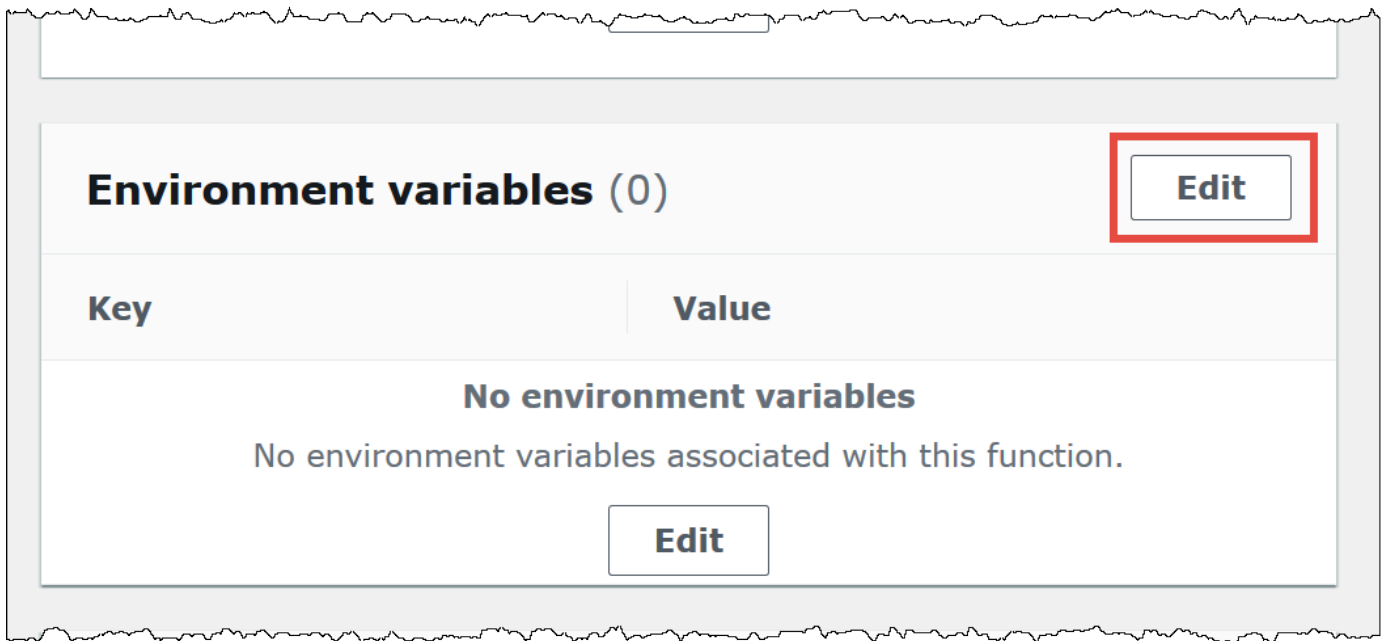 Environment variables (0)
Edit
Key
Value
No environment variables
No environment variables associated with this function.
Edit